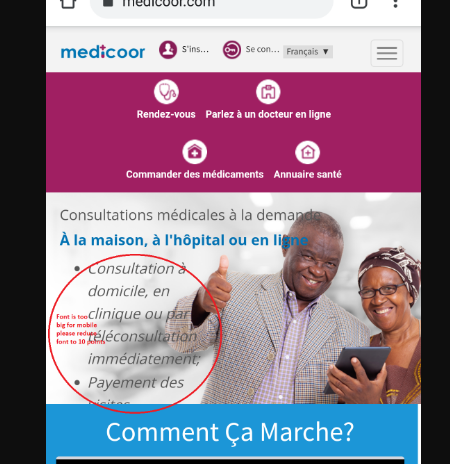 medicoor.com
medicoor
S'ins...
Se con...
Français ▼
Rendez-vous
Parlez à un docteur en ligne
Commander des médicaments
Annuaire santé
Consultations médicales à la demande
À la maison, à l'hôpital ou en ligne
• Consultation à
domicile, en
clinique ou par
téléconsultation
immédiatement;
• Payement des
visites
Font is too
big for mobile
please reduce
font to 10 points
Comment Ça Marche?